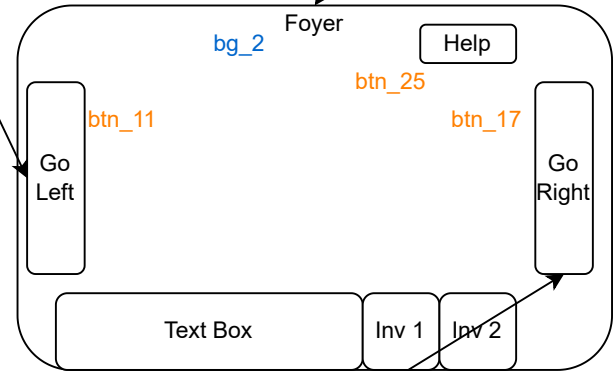 Foyer
bg_2
Help
btn_25
btn_11
btn_17
Go
Left
Go
Right
Text Box
Inv 1
Inv 2